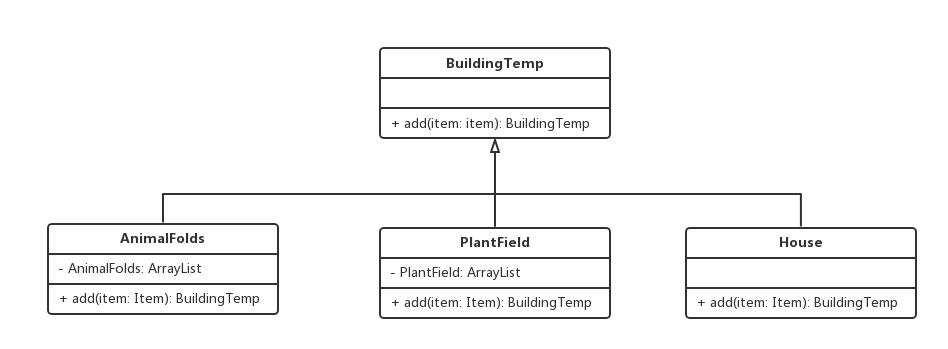 BuildingTemp
+ add(item: item): BuildingTemp
AnimalFolds
- AnimalFolds: ArrayList
+ add(item: Item): BuildingTemp
PlantField
- PlantField: ArrayList
+ add(item: Item): BuildingTemp
House
+ add(item: Item): BuildingTemp